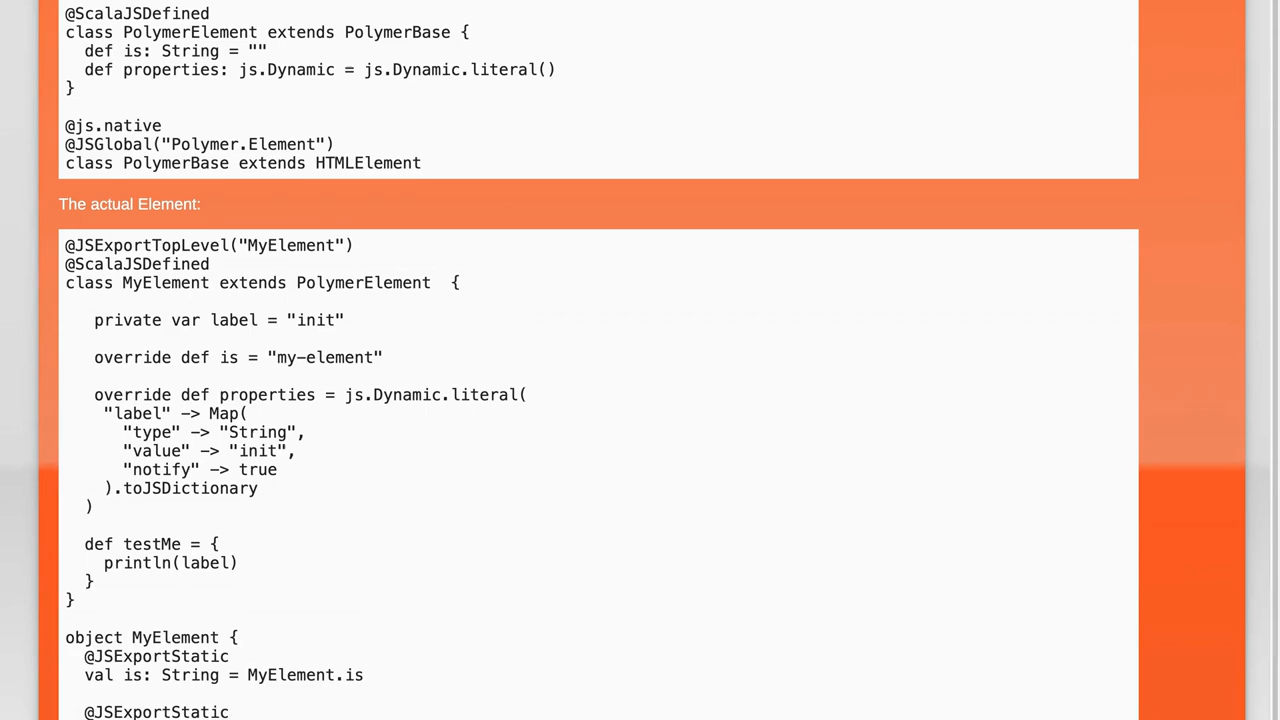 @ScalaJSDefined
class PolymerElement extends PolymerBase {
  def is: String = ""
  def properties: js.Dynamic = js.Dynamic.literal()
}

@js.native
@JSGlobal("Polymer.Element")
class PolymerBase extends HTMLElement
The actual Element:
@JSExportTopLevel("MyElement")
@ScalaJSDefined
class MyElement extends PolymerElement  {

   private var label = "init"

   override def is = "my-element"

   override def properties = js.Dynamic.literal(
    "label" -> Map(
      "type" -> "String",
      "value" -> "init",
      "notify" -> true
    ).toJSDictionary
  )

  def testMe = {
    println(label)
  }
}

object MyElement {
  @JSExportStatic
  val is: String = MyElement.is

  @JSExportStatic